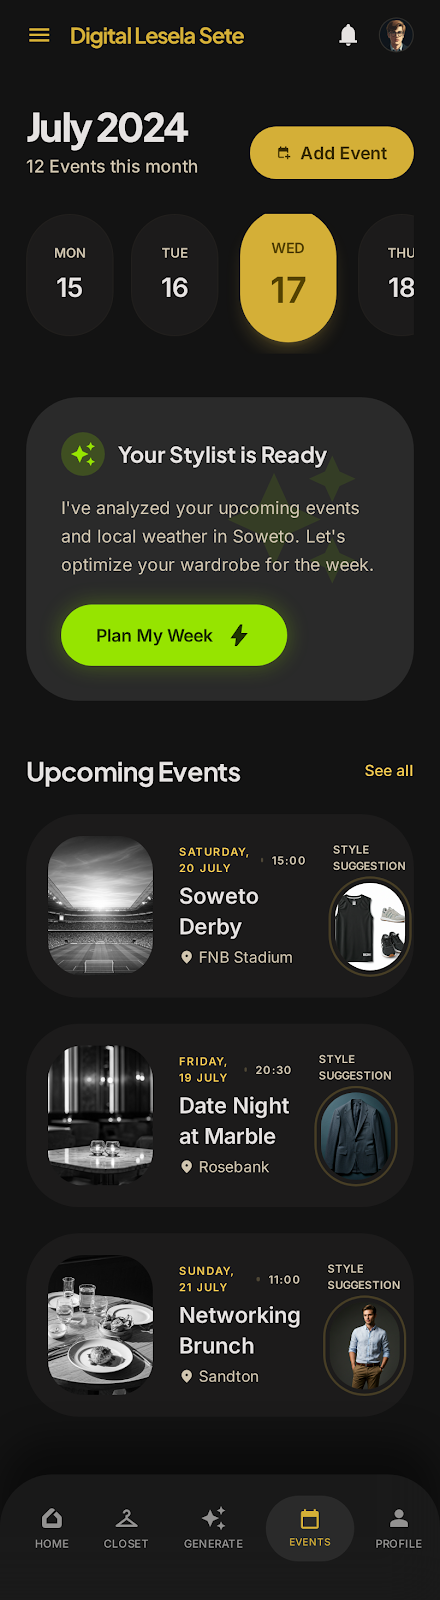 Digital Lesela Sete
July 2024
12 Events this month
Add Event
MON
15
TUE
16
WED
17
THU
18
Your Stylist is Ready
I've analyzed your upcoming events
and local weather in Soweto. Let's
optimize your wardrobe for the week.
Plan My Week
Upcoming Events
See all
SATURDAY,
20 JULY
15:00
Soweto
Derby
FNB Stadium
STYLE
SUGGESTION
FRIDAY,
19 JULY
20:30
Date Night
at Marble
Rosebank
STYLE
SUGGESTION
SUNDAY,
21 JULY
11:00
Networking
Brunch
Sandton
STYLE
SUGGESTION
HOME
CLOSET
GENERATE
EVENTS
PROFILE